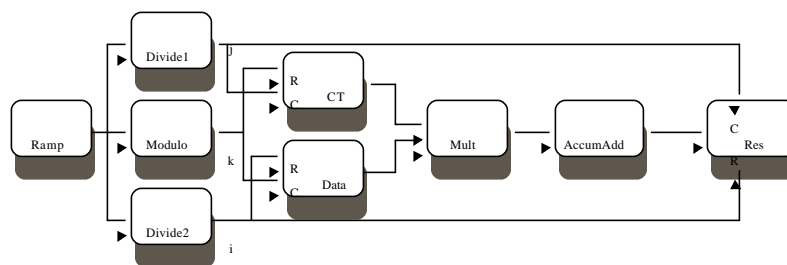 Divide1
j
R
CT
C
C
Ramp
Modulo
Mult
AccumAdd
Res
k
R
R
Data
C
Divide2
i